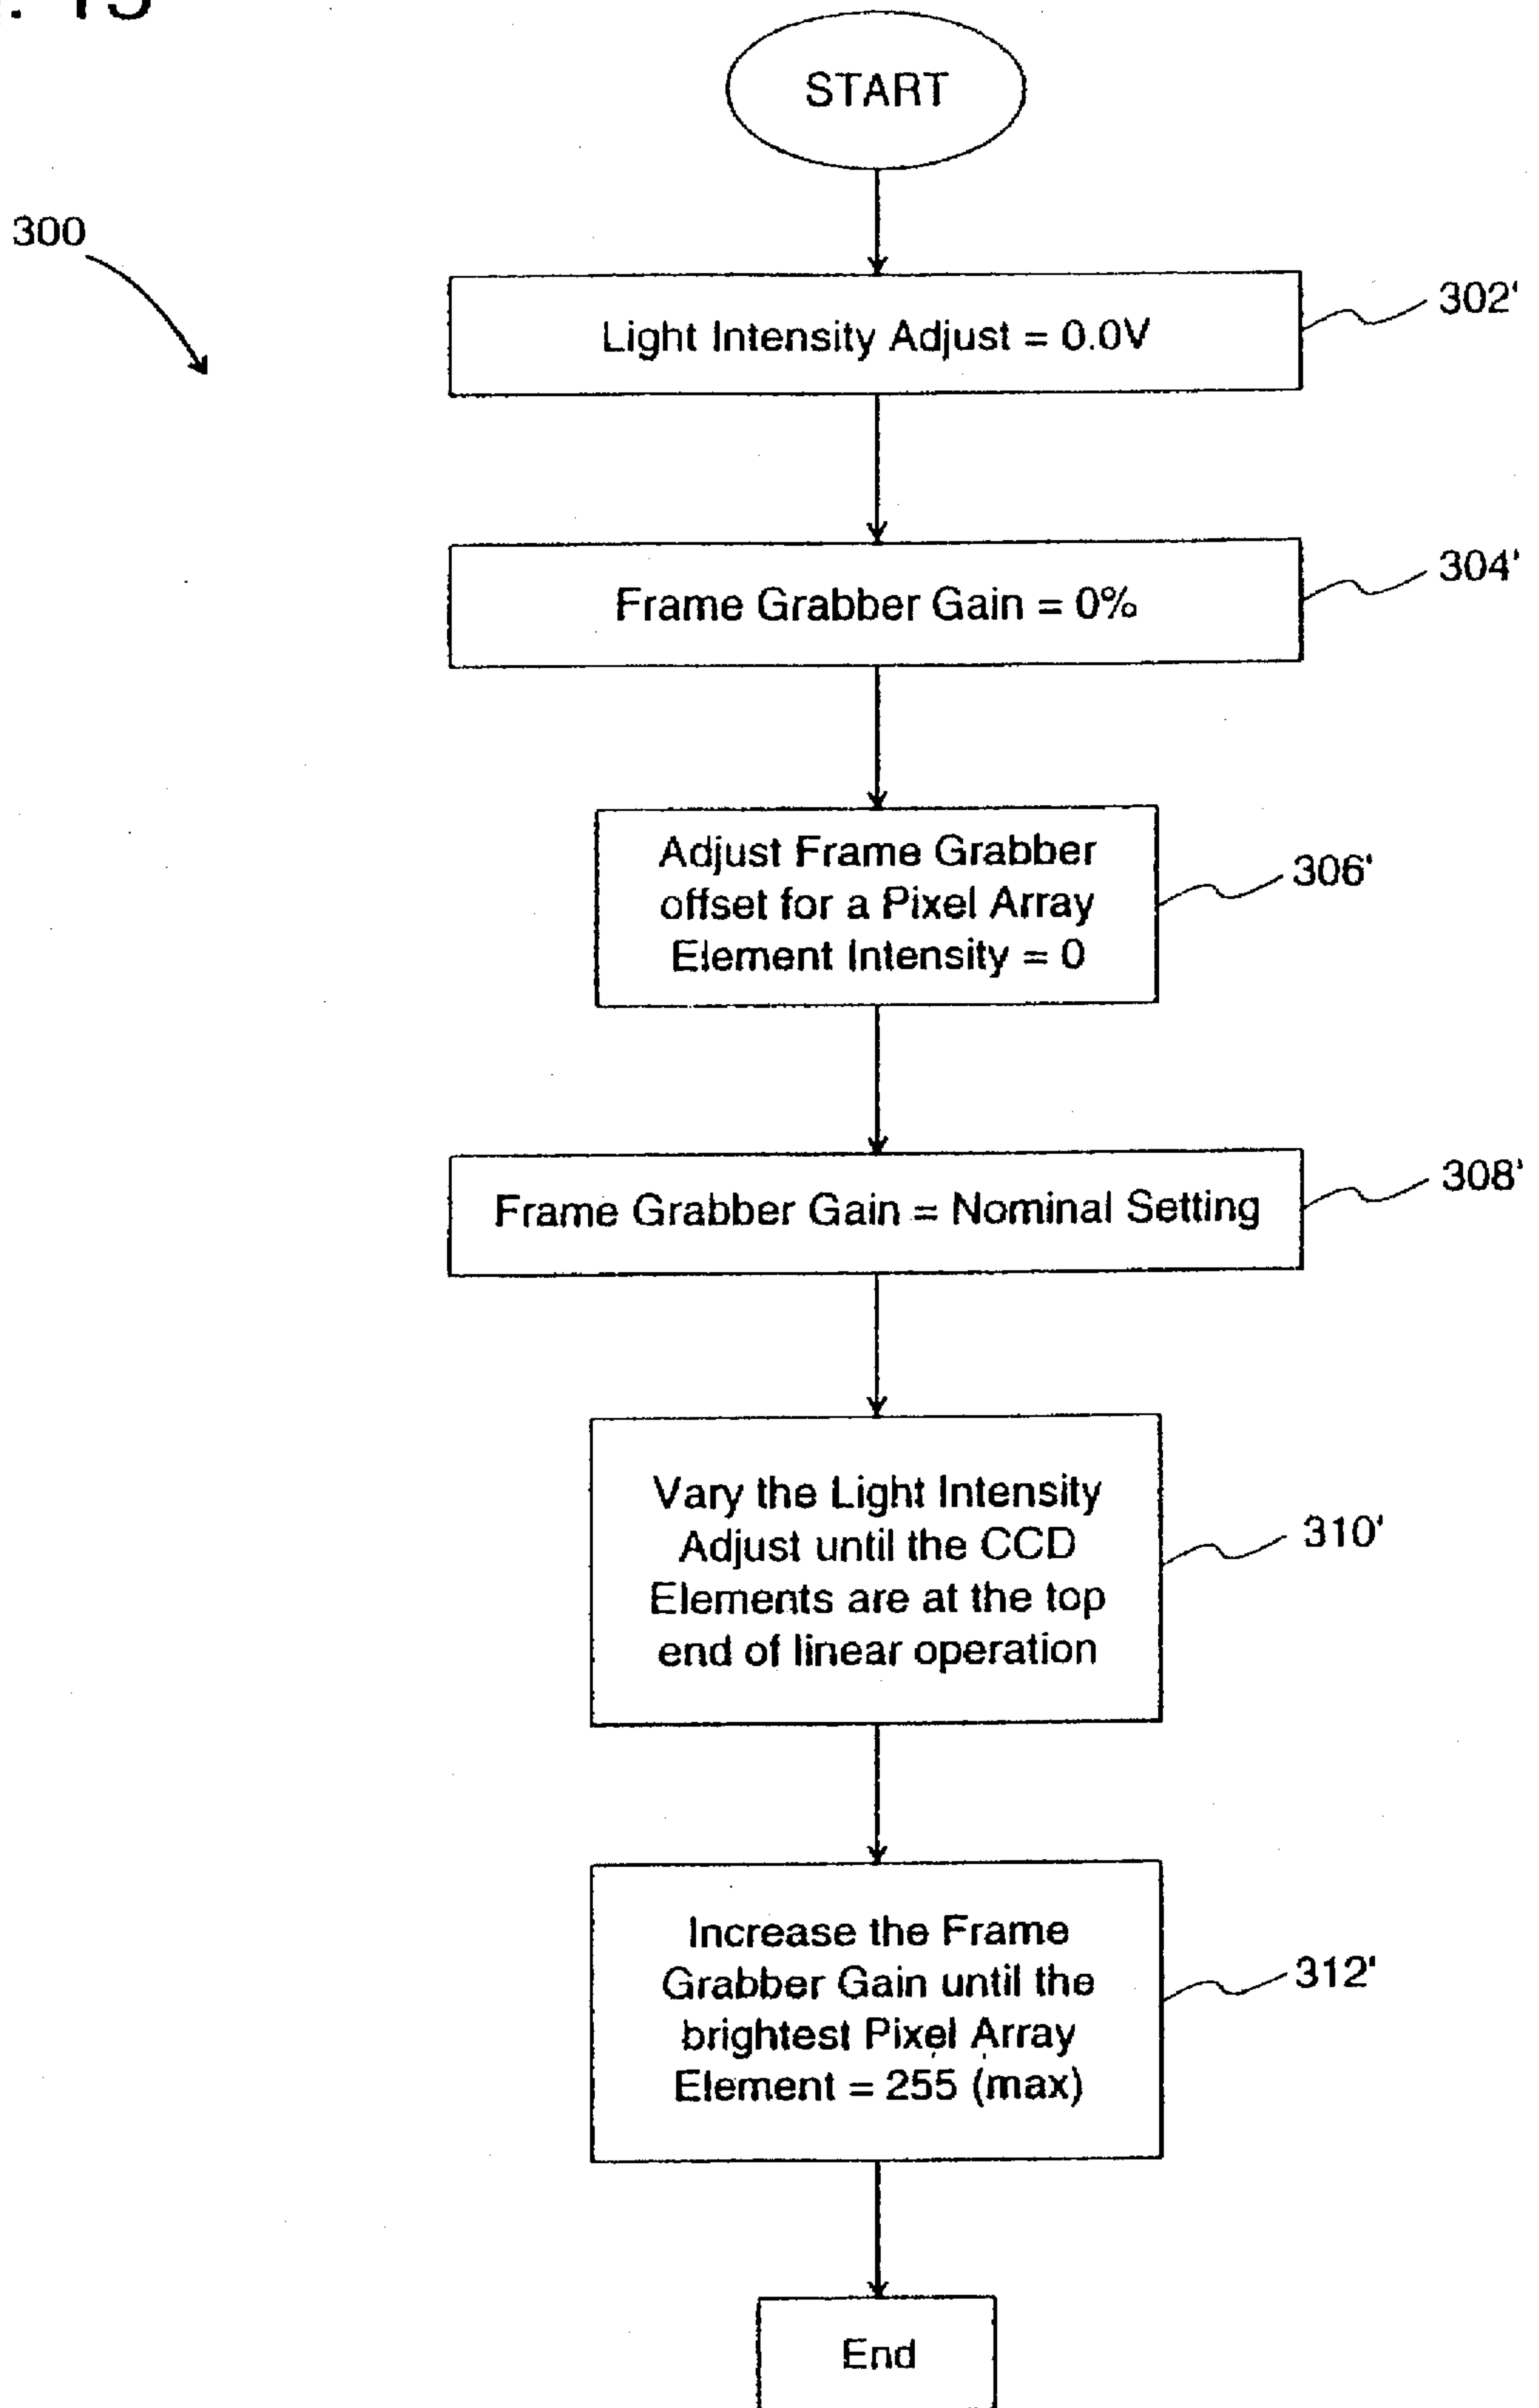 . 15
START
300
302'
Light Intensity Adjust = 0.0V
304'
Frame Grabber Gain = 0%
Adjust Frame Grabber
offset for a Pixel Array
Element Intensity = 0
306'
308'
Frame Grabber Gain = Nominal Setting
Vary the Light Intensity
Adjust until the CCD
Elements are at the top
end of linear operation
310'
Increase the Frame
Grabber Gain until the
brightest Pixel Array
Element = 255 (max)
312'
End